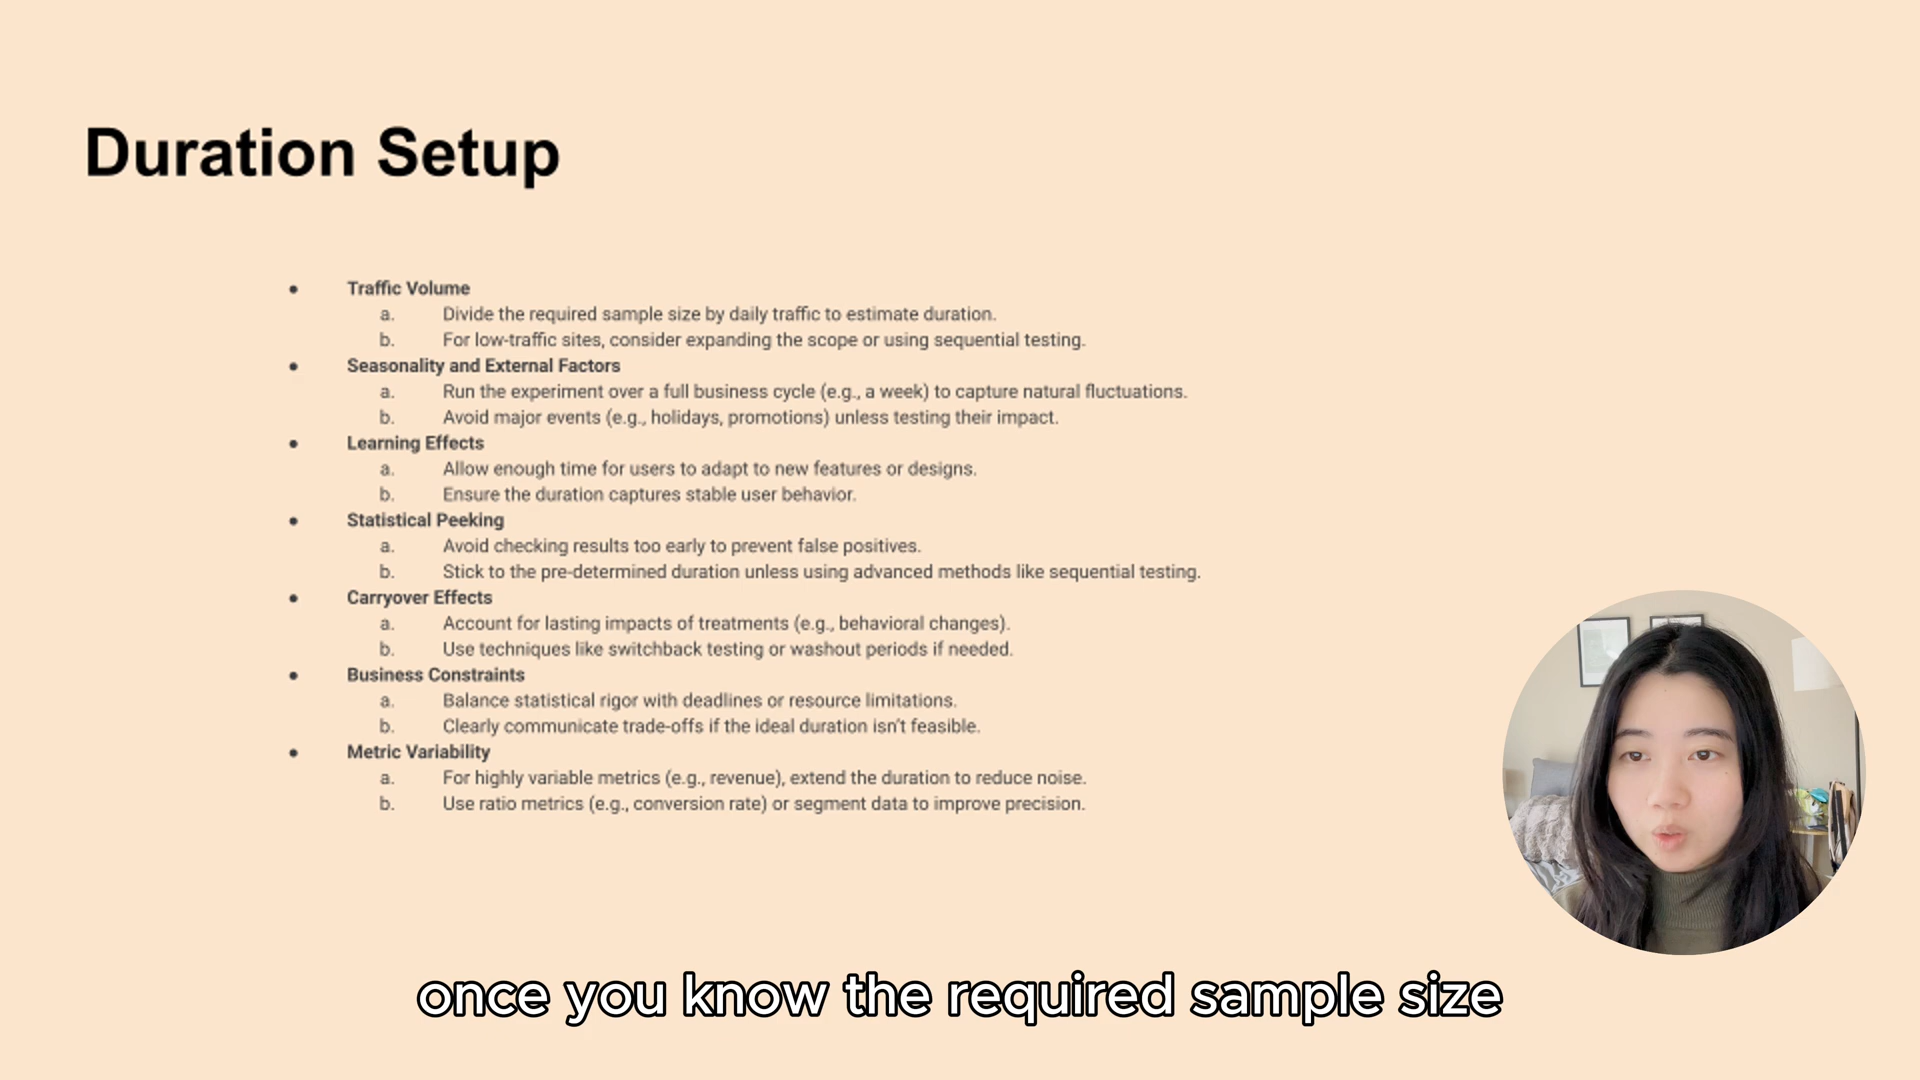 Duration Setup
● Traffic Volume
a. Divide the required sample size by daily traffic to estimate duration.
b. For low-traffic sites, consider expanding the scope or using sequential testing.
● Seasonality and External Factors
a. Run the experiment over a full business cycle (e.g., a week) to capture natural fluctuations.
b. Avoid major events (e.g., holidays, promotions) unless testing their impact.
● Learning Effects
a. Allow enough time for users to adapt to new features or designs.
b. Ensure the duration captures stable user behavior.
● Statistical Peeking
a. Avoid checking results too early to prevent false positives.
b. Stick to the pre-determined duration unless using advanced methods like sequential testing.
● Carryover Effects
a. Account for lasting impacts of treatments (e.g., behavioral changes).
b. Use techniques like switchback testing or washout periods if needed.
● Business Constraints
a. Balance statistical rigor with deadlines or resource limitations.
b. Clearly communicate trade-offs if the ideal duration isn't feasible.
● Metric Variability
a. For highly variable metrics (e.g., revenue), extend the duration to reduce noise.
b. Use ratio metrics (e.g., conversion rate) or segment data to improve precision.
once you know the required sample size